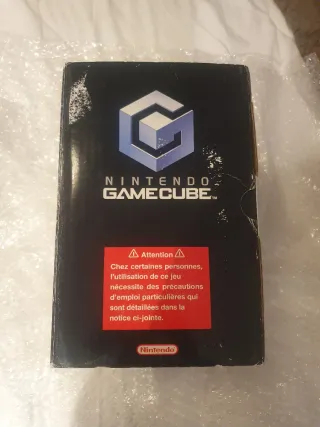 NINTENDO
GAMECUBE™
⚠ Attention ⚠
Chez certaines personnes,
l'utilisation de ce jeu
nécessite des précautions
d'emploi particulières qui
sont détaillées dans la
notice ci-jointe.
Nintendo